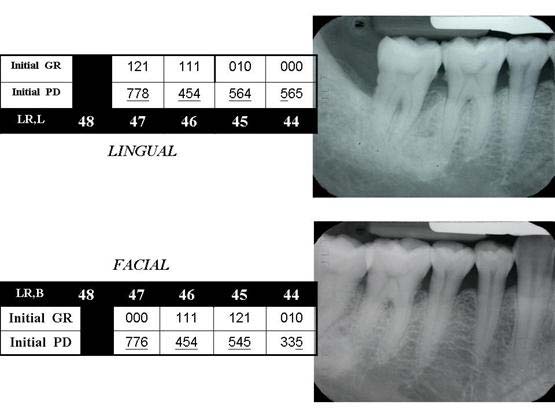 Initial GR 121 111 010 000
Initial PD 778 454 564 565
LR,L 48 47 46 45 44
LINGUAL
FACIAL
LR,B 48 47 46 45 44
Initial GR 000 111 121 010
Initial PD 776 454 545 335